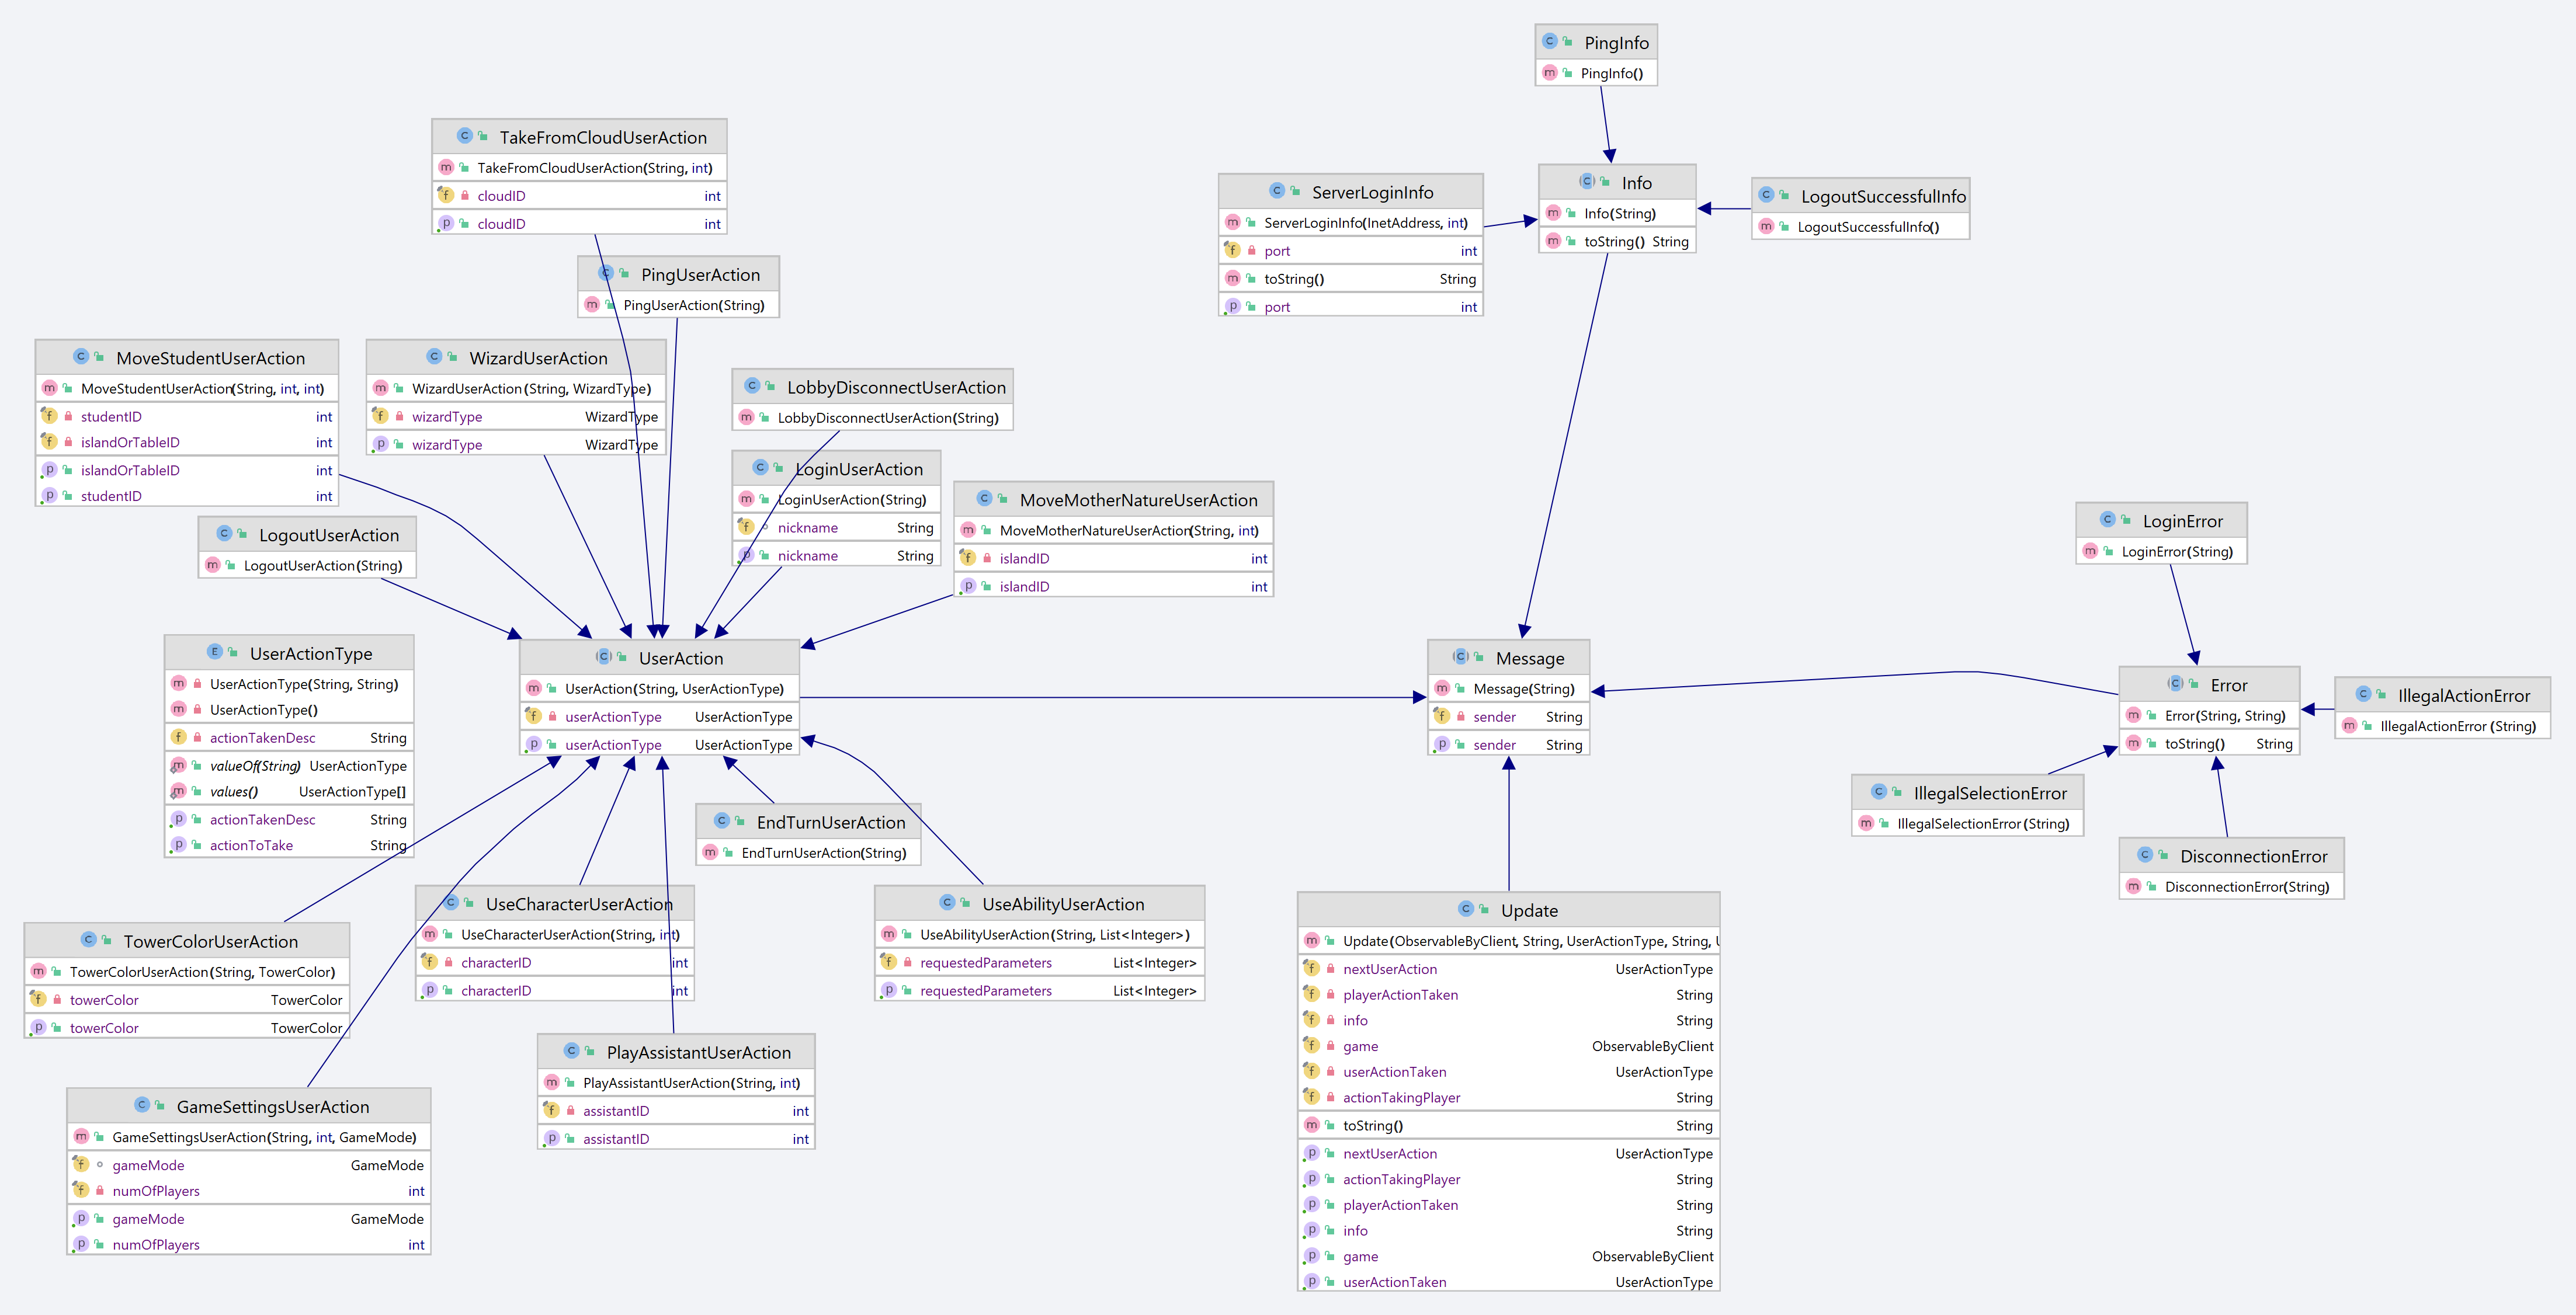 PingInfo
PingInfo()
TakeFromCloudUserAction
TakeFromCloudUserAction(String, int)
cloudID int
cloudID int
ServerLoginInfo
ServerLoginInfo(InetAddress, int)
port int
toString() String
port int
Info
Info(String)
toString() String
LogoutSuccessfulInfo
LogoutSuccessfulInfo()
PingUserAction
PingUserAction(String)
MoveStudentUserAction
MoveStudentUserAction(String, int, int)
studentID int
islandOrTableID int
islandOrTableID int
studentID int
WizardUserAction
WizardUserAction(String, WizardType)
wizardType WizardType
wizardType WizardType
LobbyDisconnectUserAction
LobbyDisconnectUserAction(String)
LoginUserAction
LoginUserAction(String)
nickname String
nickname String
MoveMotherNatureUserAction
MoveMotherNatureUserAction(String, int)
islandID int
islandID int
LogoutUserAction
LogoutUserAction(String)
LoginError
LoginError(String)
UserActionType
UserActionType(String, String)
UserActionType()
actionTakenDesc String
valueOf(String) UserActionType
values() UserActionType[]
actionTakenDesc String
actionToTake String
UserAction
UserAction(String, UserActionType)
userActionType UserActionType
userActionType UserActionType
Message
Message(String)
sender String
sender String
Error
Error(String, String)
toString() String
IllegalActionError
IllegalActionError(String)
IllegalSelectionError
IllegalSelectionError(String)
DisconnectionError
DisconnectionError(String)
EndTurnUserAction
EndTurnUserAction(String)
UseCharacterUserAction
UseCharacterUserAction(String, int)
characterID int
characterID int
UseAbilityUserAction
UseAbilityUserAction(String, List<Integer>)
requestedParameters List<Integer>
requestedParameters List<Integer>
TowerColorUserAction
TowerColorUserAction(String, TowerColor)
towerColor TowerColor
towerColor TowerColor
PlayAssistantUserAction
PlayAssistantUserAction(String, int)
assistantID int
assistantID int
GameSettingsUserAction
GameSettingsUserAction(String, int, GameMode)
gameMode GameMode
numOfPlayers int
gameMode GameMode
numOfPlayers int
Update
Update(ObservableByClient, String, UserActionType, String,
nextUserAction UserActionType
playerActionTaken String
info String
game ObservableByClient
userActionTaken UserActionType
actionTakingPlayer String
toString() String
nextUserAction UserActionType
actionTakingPlayer String
playerActionTaken String
info String
game ObservableByClient
userActionTaken UserActionType